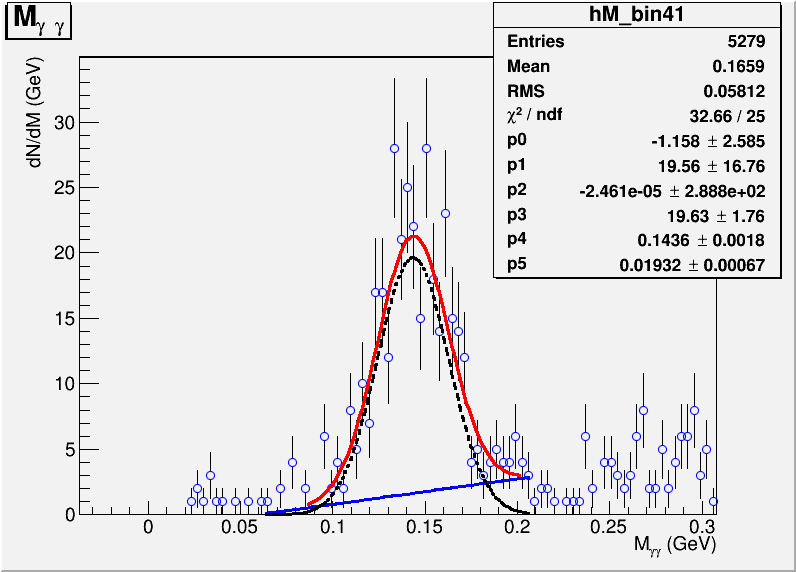 M γ γ
hM_bin41
Entries 5279
Mean 0.1659
RMS 0.05812
χ² / ndf 32.66 / 25
p0 -1.158 ± 2.585
p1 19.56 ± 16.76
p2 -2.461e-05 ± 2.888e+02
p3 19.63 ± 1.76
p4 0.1436 ± 0.0018
p5 0.01932 ± 0.00067
dN/dM (GeV)
30
25
20
15
10
5
0
0 0.05 0.1 0.15 0.2 0.25 0.3
Mγγ (GeV)